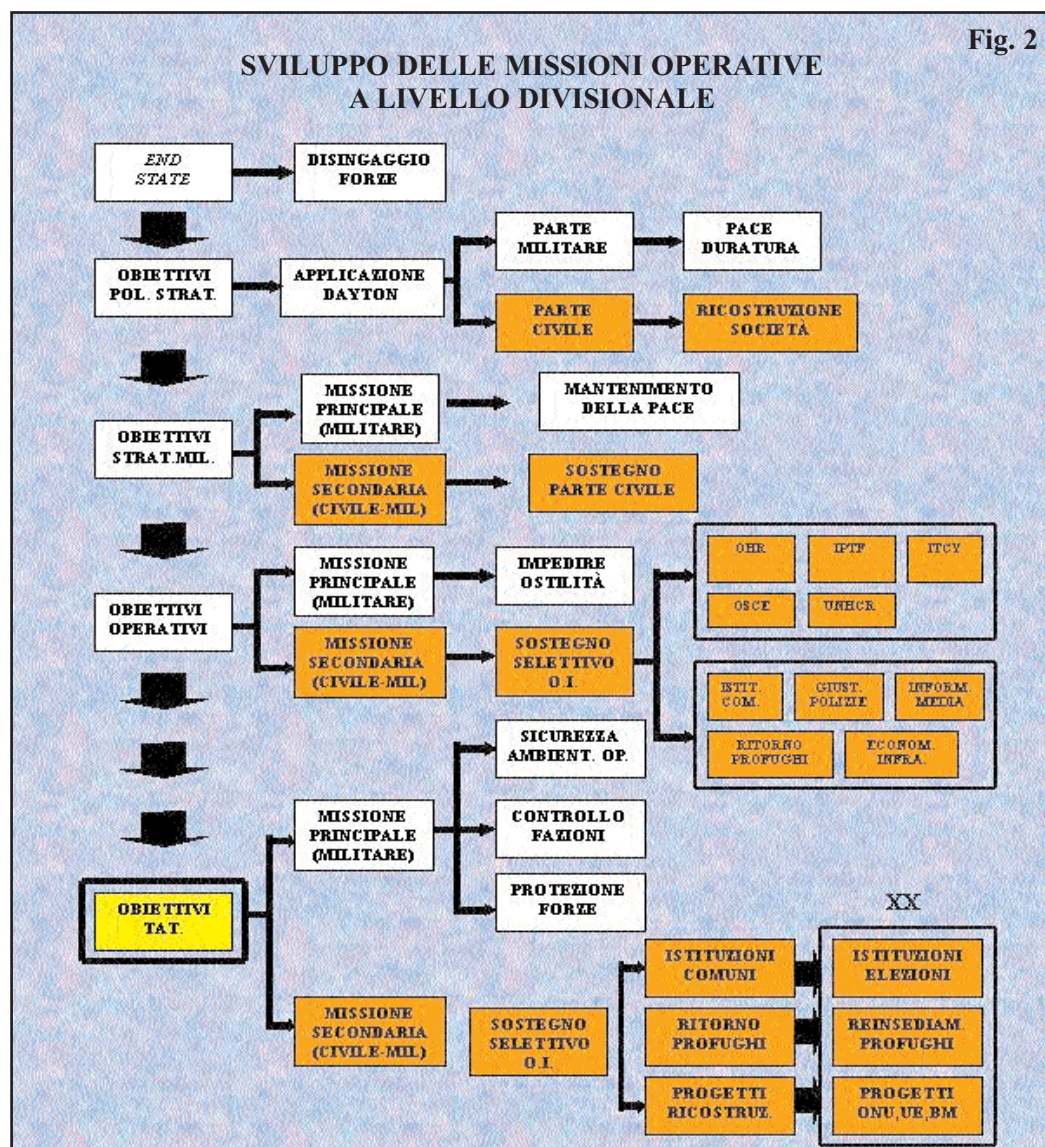 Fig. 2
SVILUPPO DELLE MISSIONI OPERATIVE
A LIVELLO DIVISIONALE
END
STATE
DISINGAGGIO
FORZE
OBIETTIVI
POL. STRAT.
APPLICAZIONE
DAYTON
PARTE
MILITARE
PACE
DURATURA
PARTE
CIVILE
RICOSTRUZIONE
SOCIETÀ
OBIETTIVI
STRAT.MIL.
MISSIONE
PRINCIPALE
(MILITARE)
MANTENIMENTO
DELLA PACE
MISSIONE
SECONDARIA
(CIVILE-MIL)
SOSTEGNO
PARTE CIVILE
OBIETTIVI
OPERATIVI
MISSIONE
PRINCIPALE
(MILITARE)
IMPEDIRE
OSTILITÀ
MISSIONE
SECONDARIA
(CIVILE-MIL)
SOSTEGNO
SELETTIVO
O.I.
OHR
IPTF
ITCY
OSCE
UNHCR
ISTIT.
COM.
GIUST.
POLIZIE
INFORM.
MEDIA
RITORNO
PROFUGHI
ECONOM.
INFRA.
OBIETTIVI
TAT.
MISSIONE
PRINCIPALE
(MILITARE)
SICUREZZA
AMBIENT. OP.
CONTROLLO
FAZIONI
PROTEZIONE
FORZE
MISSIONE
SECONDARIA
(CIVILE-MIL)
SOSTEGNO
SELETTIVO
O.I.
XX
ISTITUZIONI
COMUNI
ISTITUZIONI
ELEZIONI
RITORNO
PROFUGHI
REINSEDIAM.
PROFUGHI
PROGETTI
RICOSTRUZ.
PROGETTI
ONU,UE,BM